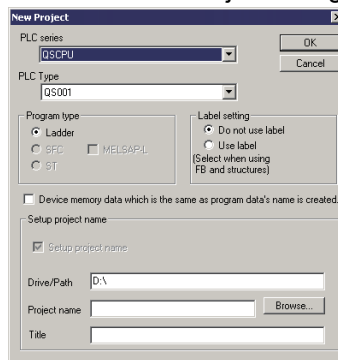 New Project
PLC series
QSCPU
OK
Cancel
PLC Type
QS001
Program type
Ladder
SFC
MELSAP-L
ST
Label setting
Do not use label
Use label
(Select when using
FB and structures)
Device memory data which is the same as program data's name is created.
Setup project name
Setup project name
Drive/Path
D:\
Project name
Browse...
Title